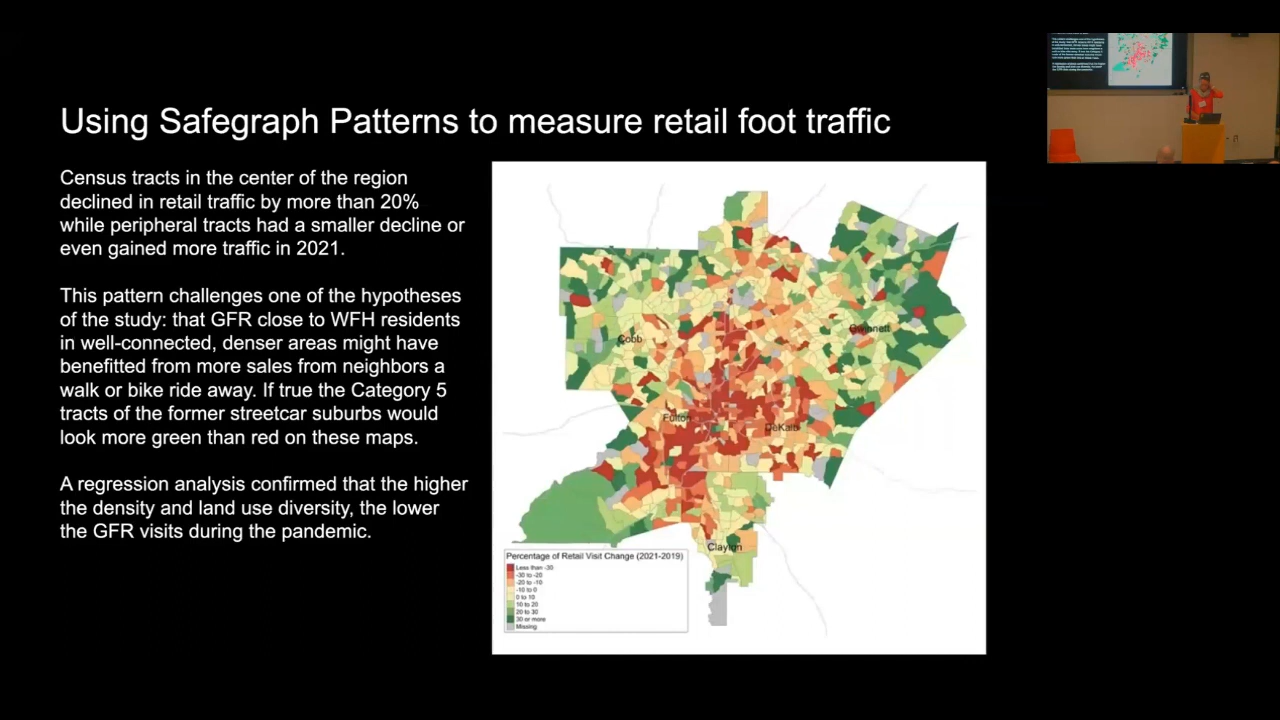 Using Safegraph Patterns to measure retail foot traffic
Census tracts in the center of the region
declined in retail traffic by more than 20%
while peripheral tracts had a smaller decline or
even gained more traffic in 2021.
This pattern challenges one of the hypotheses
of the study: that GFR close to WFH residents
in well-connected, denser areas might have
benefitted from more sales from neighbors a
walk or bike ride away. If true the Category 5
tracts of the former streetcar suburbs would
look more green than red on these maps.
A regression analysis confirmed that the higher
the density and land use diversity, the lower
the GFR visits during the pandemic.
Gwinnett
Cobb
Fulton
DeKalb
Clayton
Percentage of Retail Visit Change (2021-2019)
Less than -30
-30 to -20
-20 to -10
-10 to 0
0 to 10
10 to 20
20 to 30
30 or more
Missing